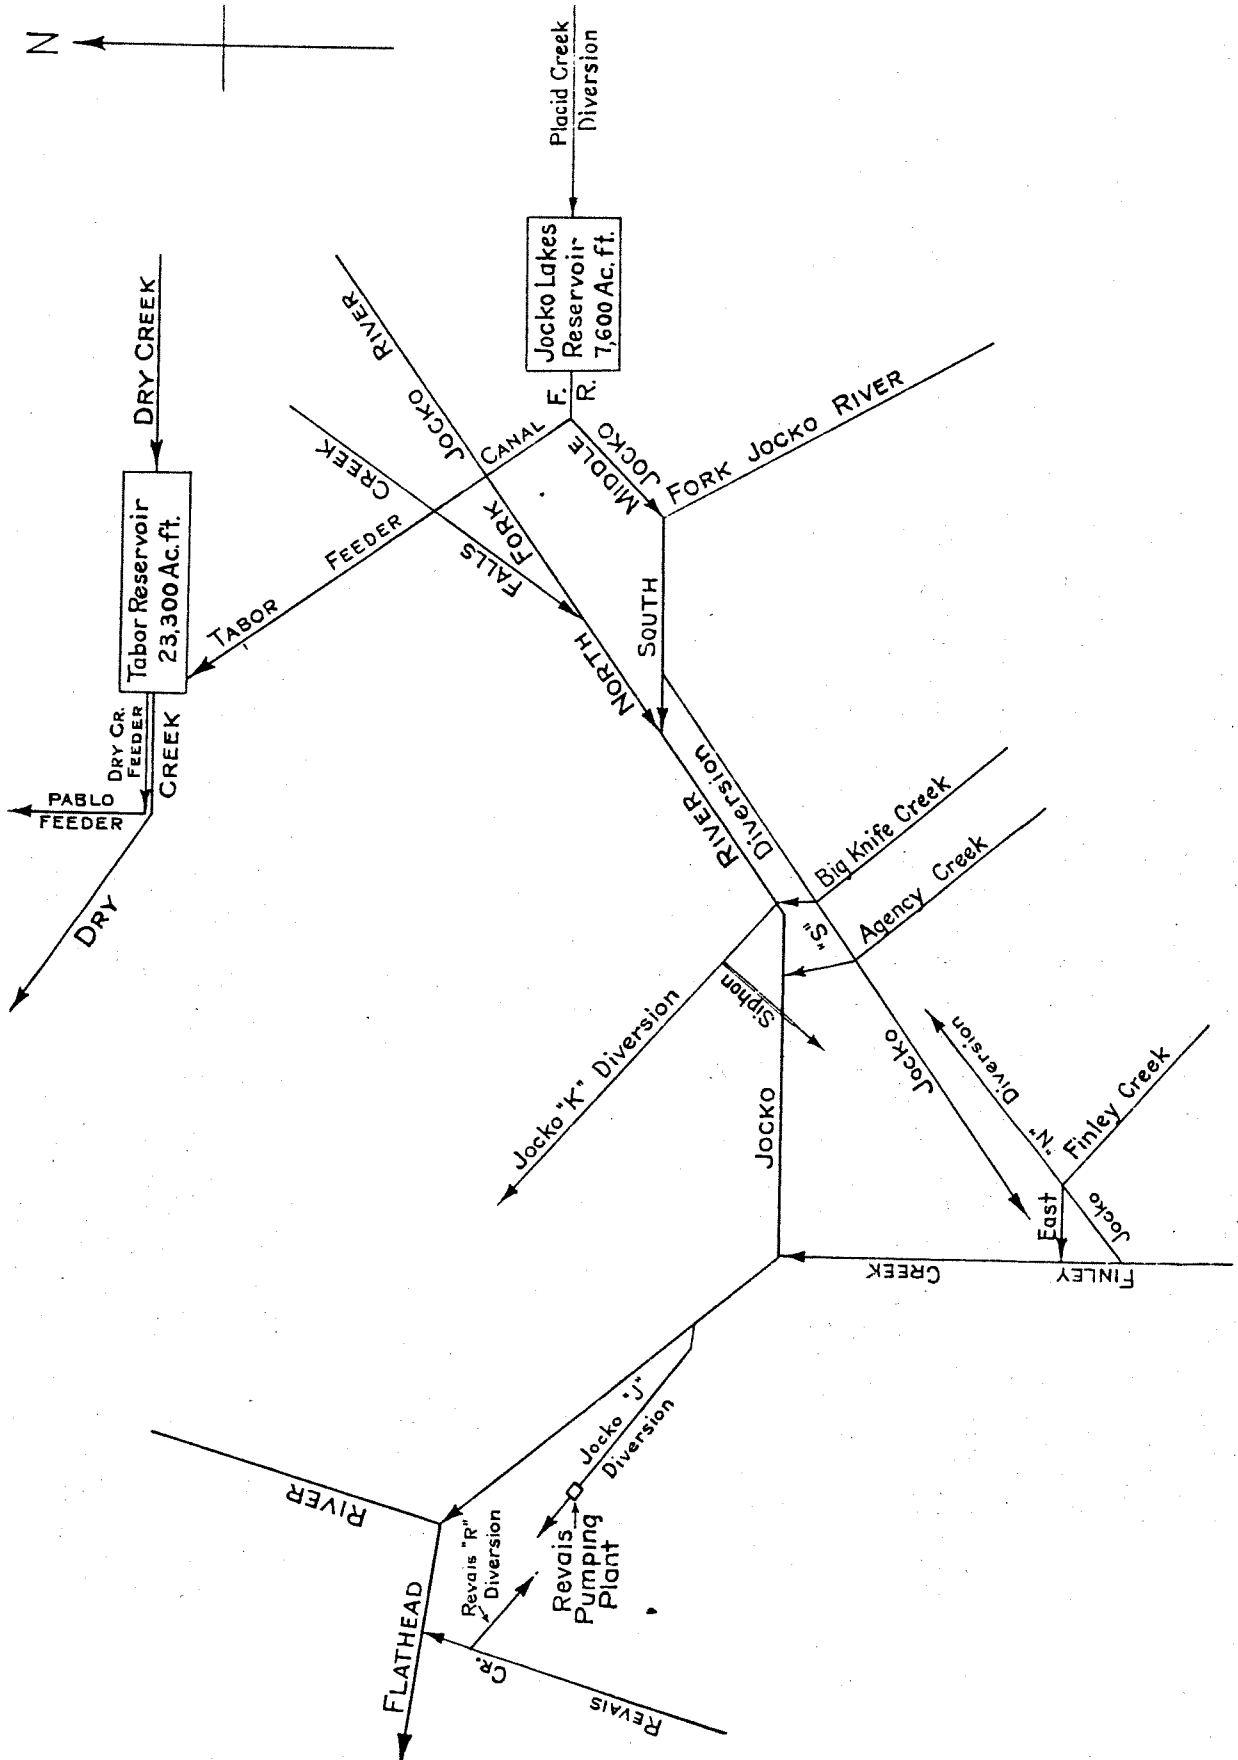 N
Placid Creek
Diversion
Jocko Lakes
Reservoir
7,600 Ac.ft.
DRY CREEK
Tabor Reservoir
23,300 Ac.ft.
DRY CR.
FEEDER
CREEK
PABLO
FEEDER
DRY
TABOR
FEEDER
CANAL
RIVER
JOCKO
FORK
NORTH
CREEK
FALLS
F.
R.
MIDDLE
JOCKO
FORK JOCKO RIVER
SOUTH
RIVER
Diversion
Big Knife Creek
Agency Creek
"S"
Jocko
Siphon
Jocko "K" Diversion
JOCKO
Diversion
"N"
Jocko
Finley Creek
East
FINLEY
CREEK
Jocko "J"
Diversion
Revais
Pumping
Plant
Revais "R"
Diversion
RIVER
FLATHEAD
CR.
REVAIS